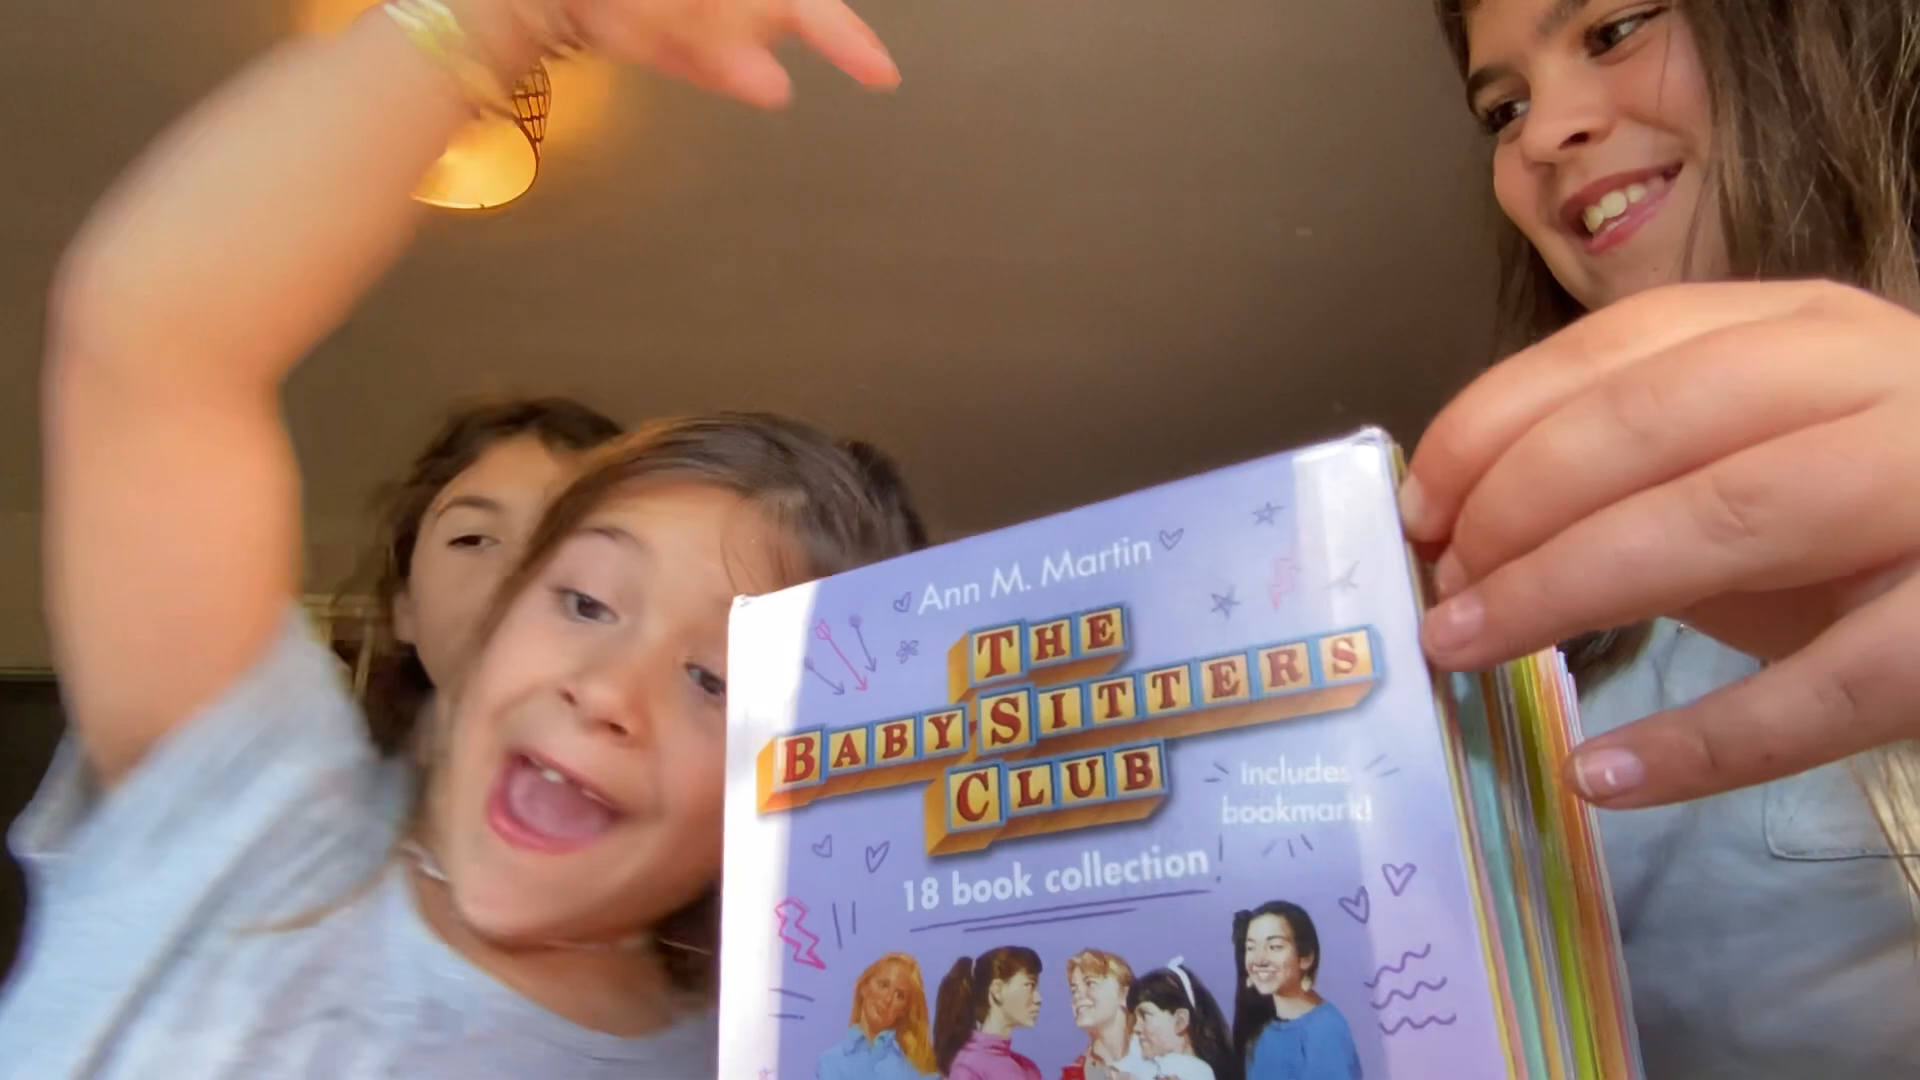 Ann M. Martin
THE
BABY-SITTERS
CLUB
Includes
bookmark!
18 book collection!